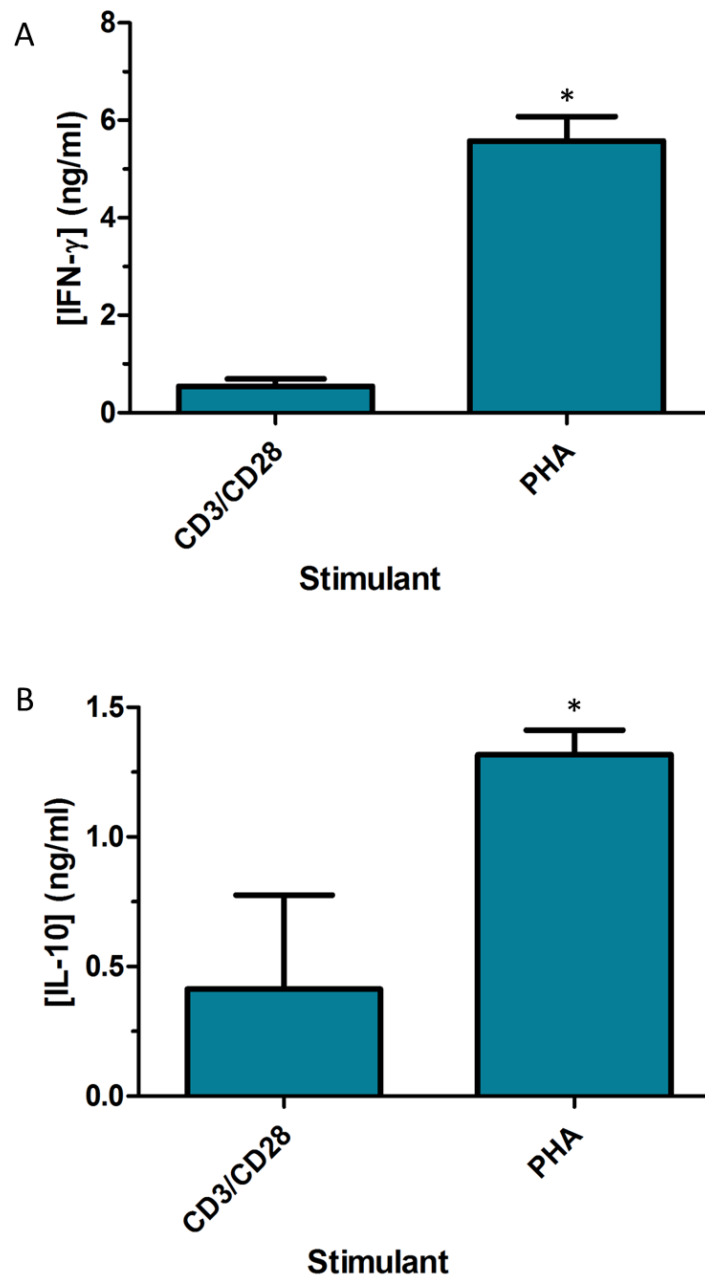 A
[IFN-γ] (ng/ml)
8
6
4
2
0
*
CD3/CD28
PHA
Stimulant
B
[IL-10] (ng/ml)
1.5
1.0
0.5
0.0
*
CD3/CD28
PHA
Stimulant